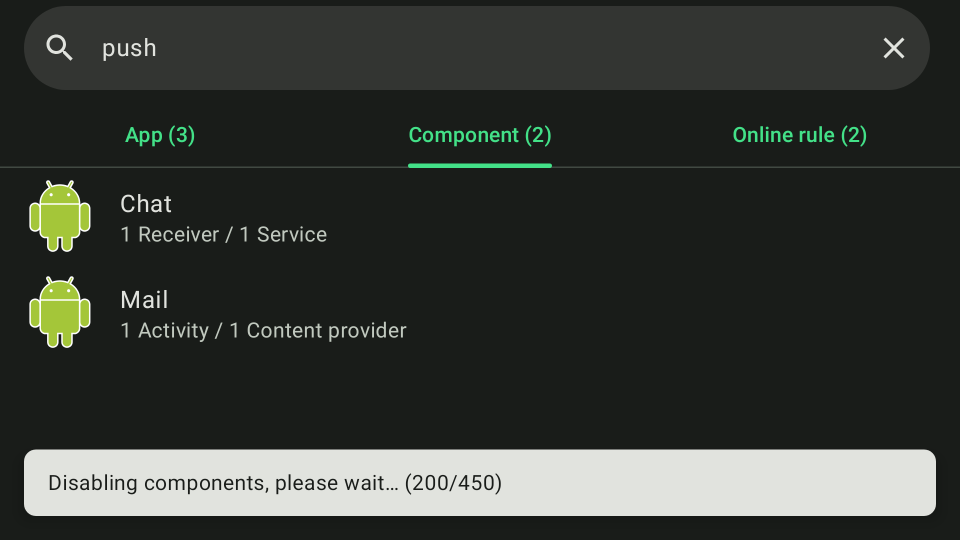 push
App (3)
Component (2)
Online rule (2)
Chat
1 Receiver / 1 Service
Mail
1 Activity / 1 Content provider
Disabling components, please wait… (200/450)